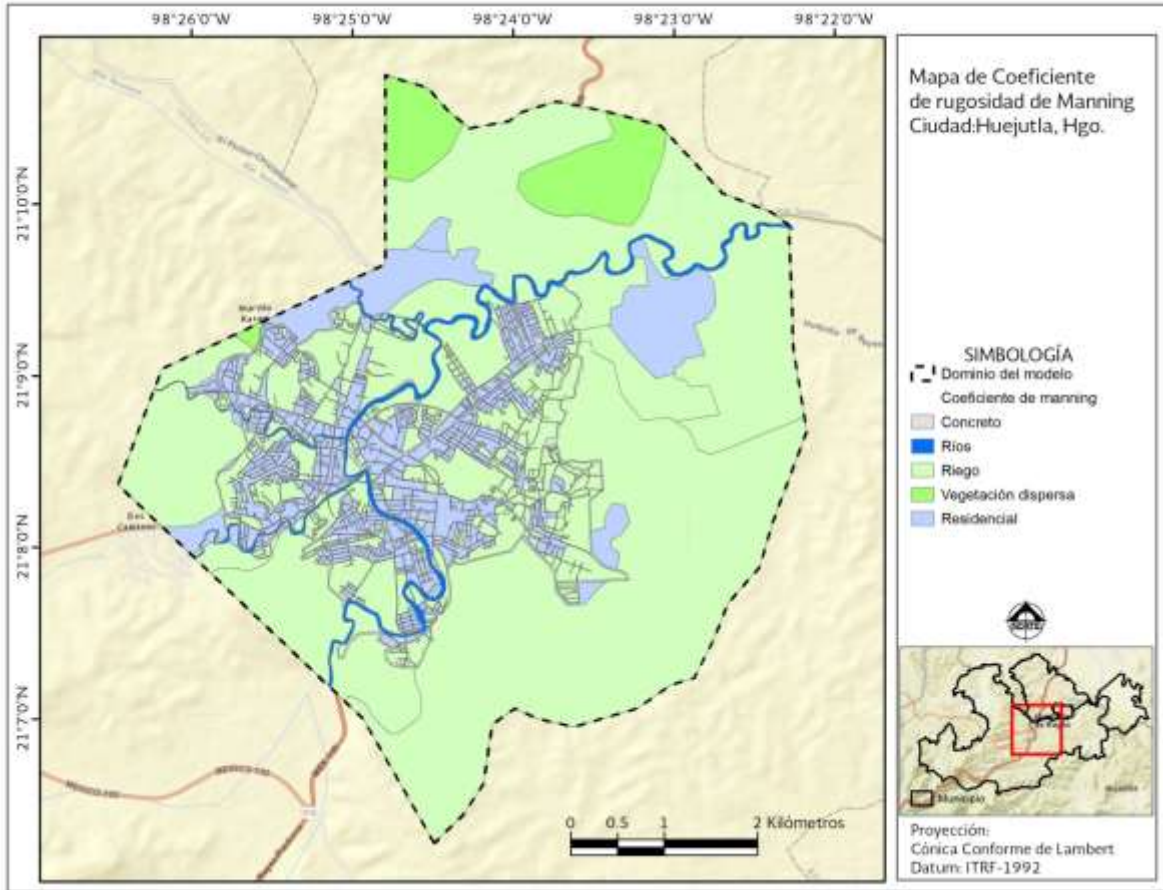 98°26'0"W
98°25'0"W
98°24'0"W
98°23'0"W
98°22'0"W
21°10'0"N
21°9'0"N
21°8'0"N
21°7'0"N
0
0.5
1
2 Kilómetros
Mapa de Coeficiente
de rugosidad de Manning
Ciudad:Huejutla, Hgo.
SIMBOLOGÍA
Dominio del modelo
Coeficiente de manning
Concreto
Ríos
Riego
Vegetación dispersa
Residencial
NORTE
Municipio
Proyección:
Cónica Conforme de Lambert
Datum: ITRF-1992